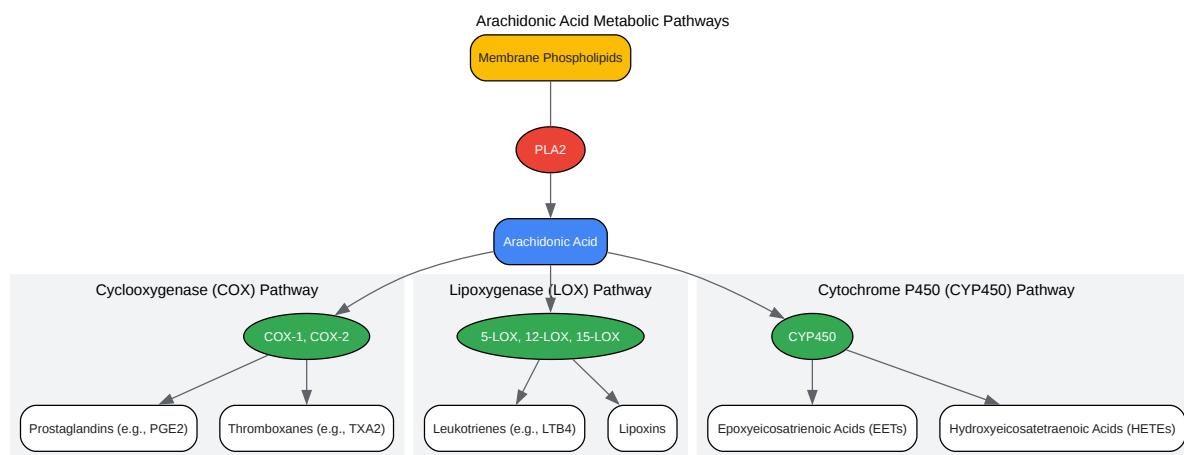 Arachidonic Acid Metabolic Pathways
Membrane Phospholipids
PLA2
Arachidonic Acid
Cyclooxygenase (COX) Pathway
Lipoxygenase (LOX) Pathway
Cytochrome P450 (CYP450) Pathway
COX-1, COX-2
5-LOX, 12-LOX, 15-LOX
CYP450
Prostaglandins (e.g., PGE2)
Thromboxanes (e.g., TXA2)
Leukotrienes (e.g., LTB4)
Lipoxins
Epoxyeicosatrienoic Acids (EETs)
Hydroxyeicosatetraenoic Acids (HETEs)